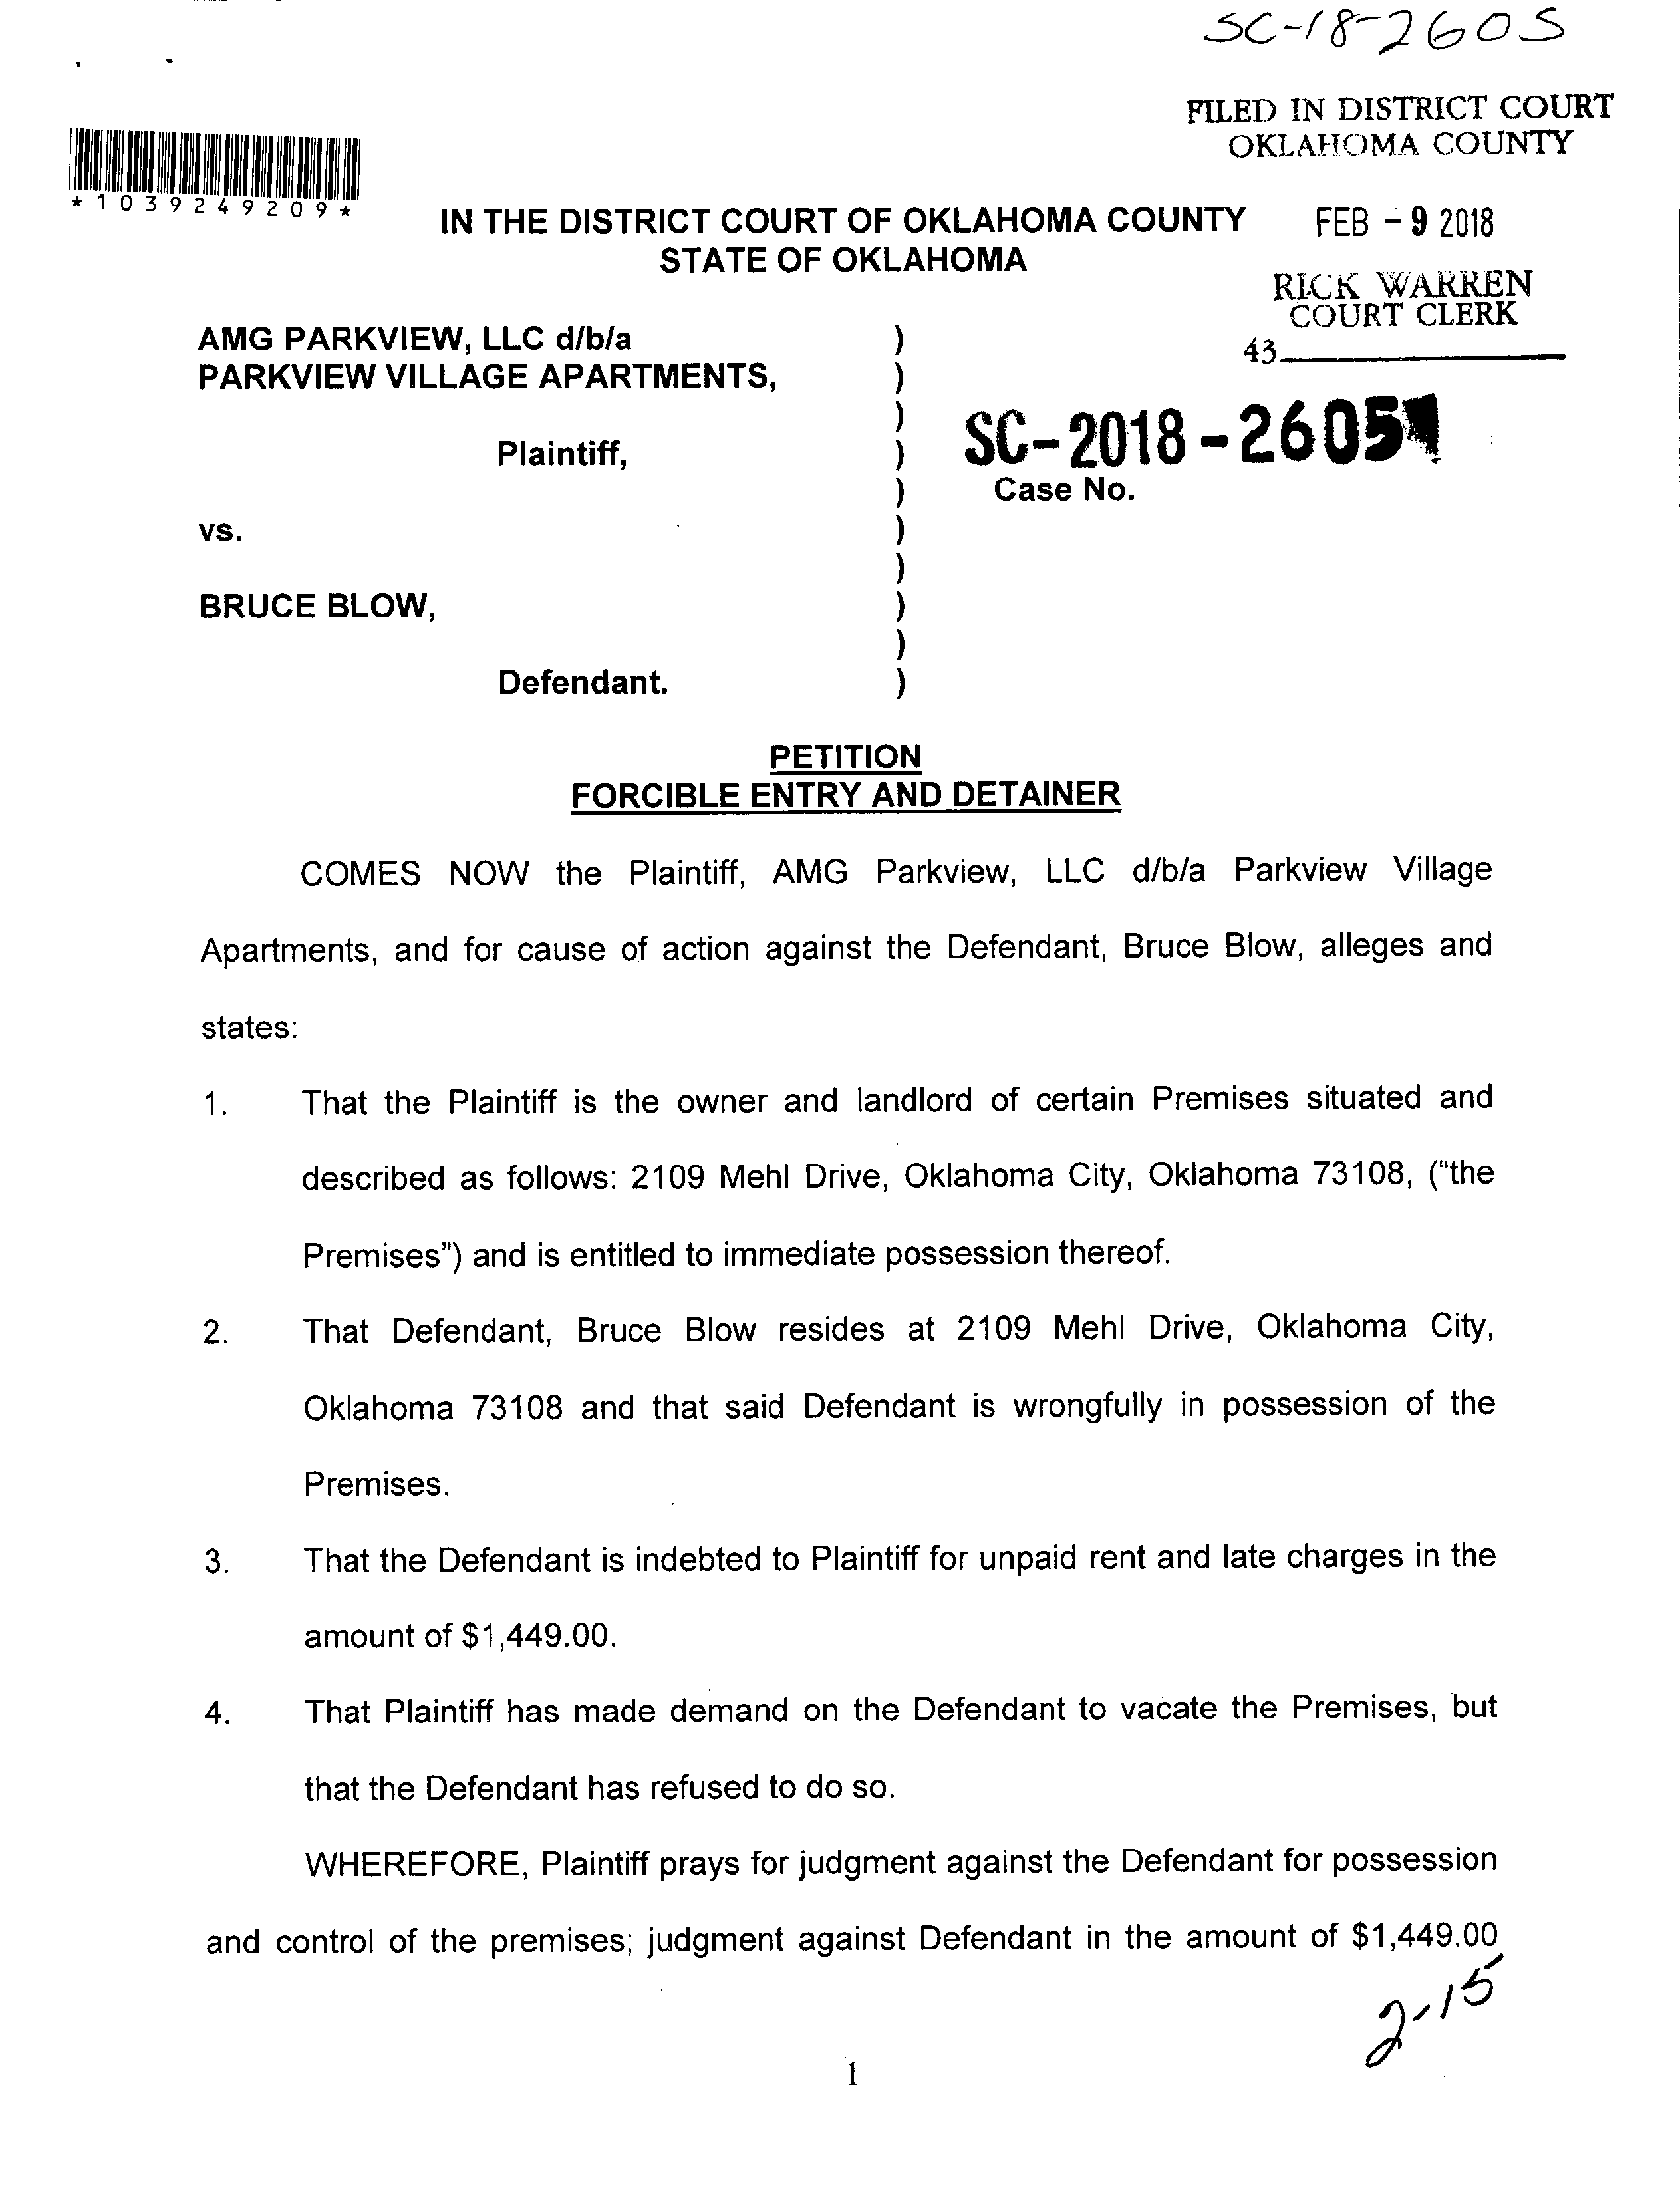 SC-18-2605
FILED IN DISTRICT COURT
OKLAHOMA COUNTY
*1039249209*
IN THE DISTRICT COURT OF OKLAHOMA COUNTY
STATE OF OKLAHOMA
FEB - 9 2018
RICK WARREN
COURT CLERK
43
AMG PARKVIEW, LLC d/b/a )
PARKVIEW VILLAGE APARTMENTS, )
)
Plaintiff, ) SC-2018-2605
) Case No.
vs. )
)
BRUCE BLOW, )
)
Defendant. )
PETITION
FORCIBLE ENTRY AND DETAINER
COMES NOW the Plaintiff, AMG Parkview, LLC d/b/a Parkview Village
Apartments, and for cause of action against the Defendant, Bruce Blow, alleges and
states:
1. That the Plaintiff is the owner and landlord of certain Premises situated and
described as follows: 2109 Mehl Drive, Oklahoma City, Oklahoma 73108, ("the
Premises") and is entitled to immediate possession thereof.
2. That Defendant, Bruce Blow resides at 2109 Mehl Drive, Oklahoma City,
Oklahoma 73108 and that said Defendant is wrongfully in possession of the
Premises.
3. That the Defendant is indebted to Plaintiff for unpaid rent and late charges in the
amount of $1,449.00.
4. That Plaintiff has made demand on the Defendant to vacate the Premises, but
that the Defendant has refused to do so.
WHEREFORE, Plaintiff prays for judgment against the Defendant for possession
and control of the premises; judgment against Defendant in the amount of $1,449.00
2-15
1